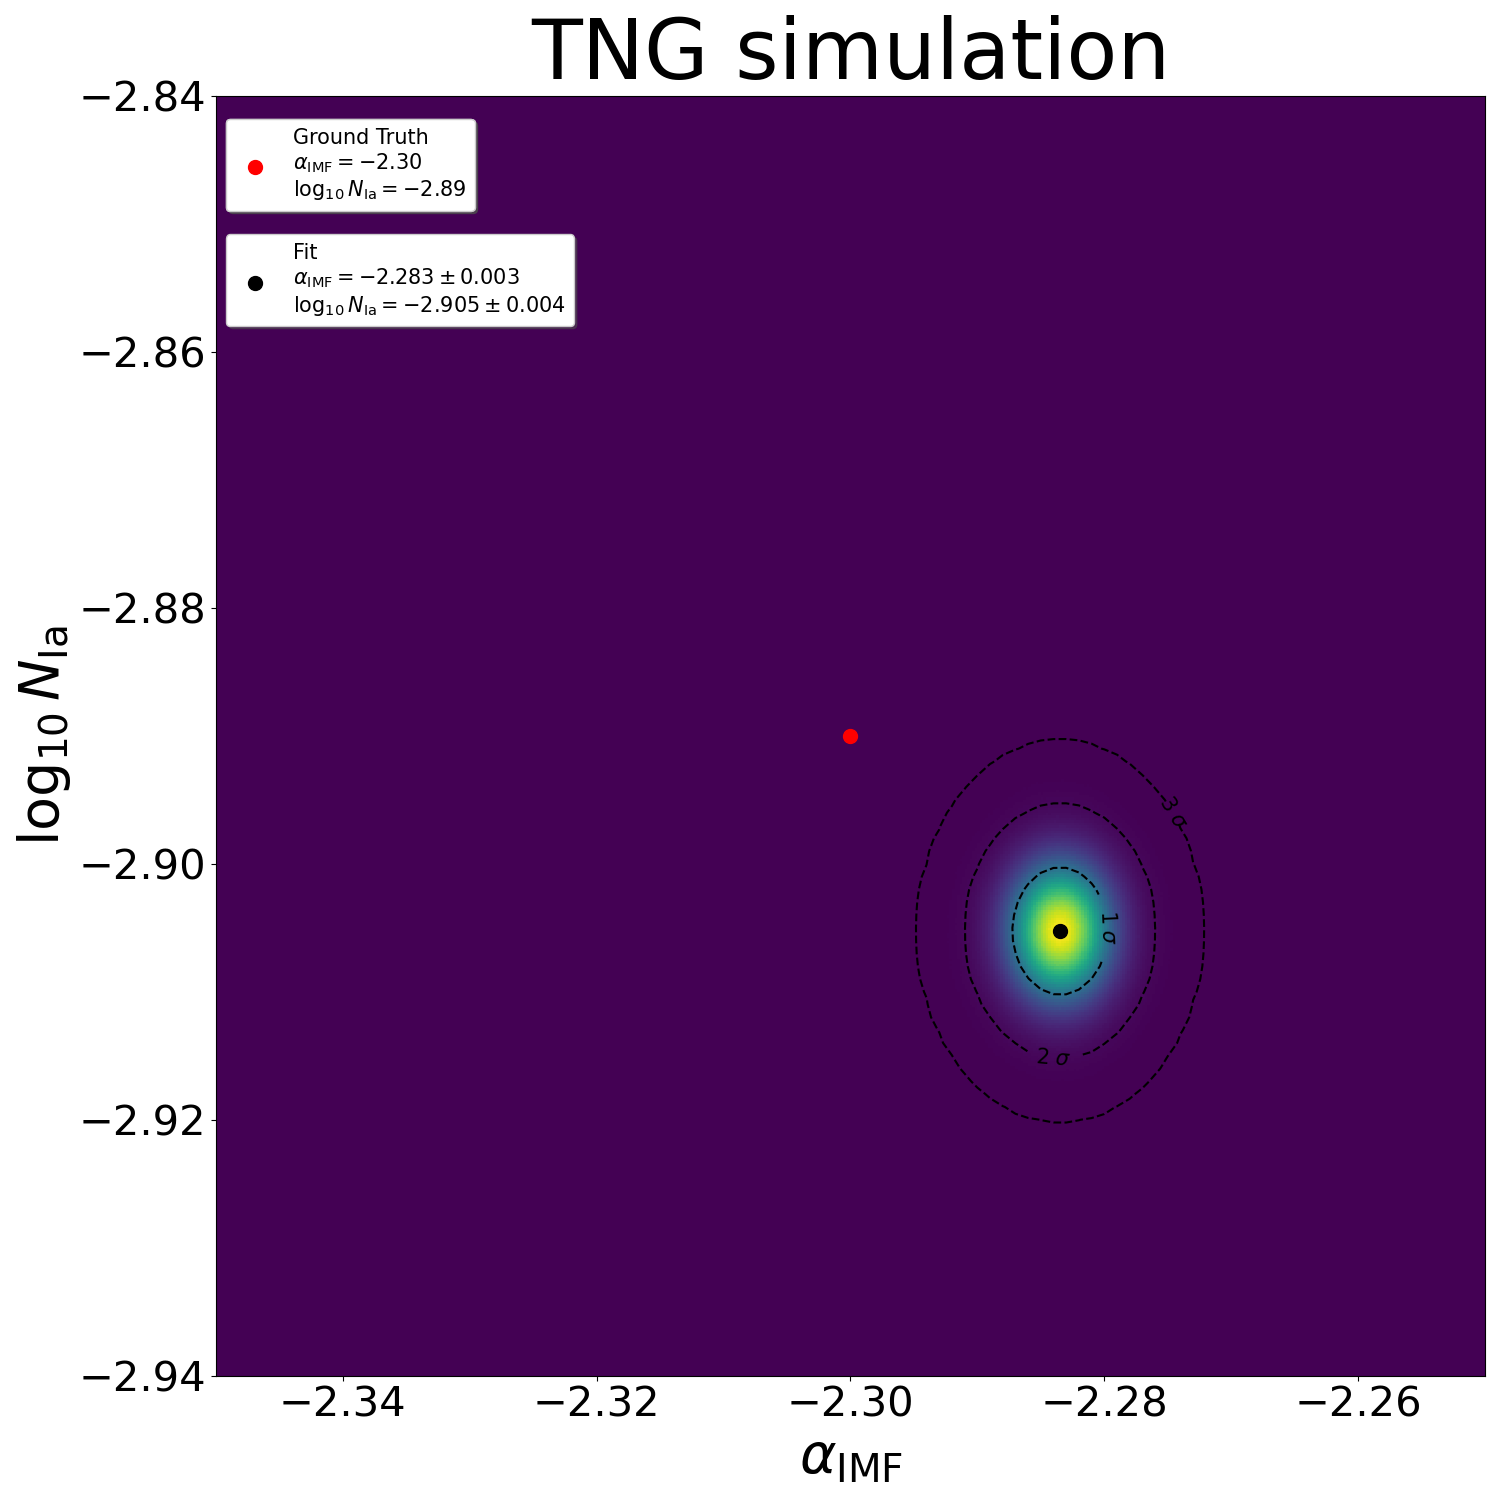 TNG simulation
−2.84
−2.86
−2.88
−2.90
−2.92
−2.94
log₁₀ N_Ia
Ground Truth
α_IMF = −2.30
log₁₀ N_Ia = −2.89
Fit
α_IMF = −2.283 ± 0.003
log₁₀ N_Ia = −2.905 ± 0.004
3 σ
1 σ
2 σ
−2.34
−2.32
−2.30
−2.28
−2.26
α_IMF